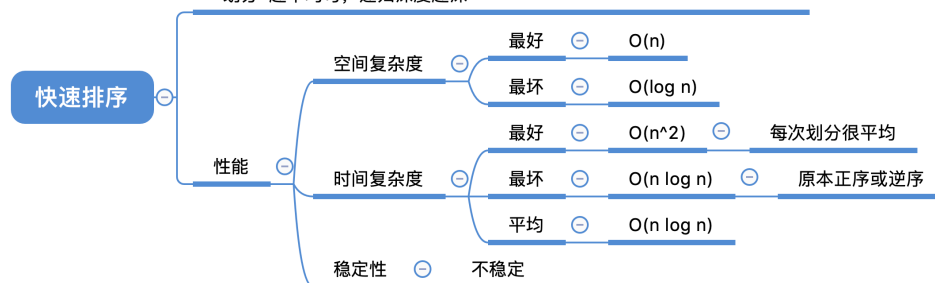 快速排序
性能
空间复杂度
最好
O(n)
最坏
O(log n)
时间复杂度
最好
O(n^2)
每次划分很平均
最坏
O(n log n)
原本正序或逆序
平均
O(n log n)
稳定性
不稳定